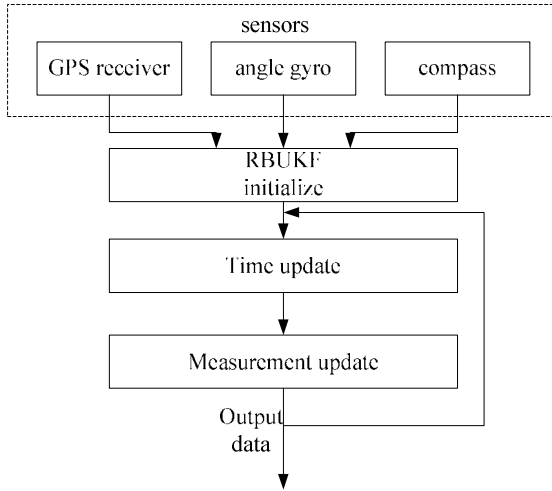 sensors
GPS receiver
angle gyro
compass
RBUKF
initialize
Time update
Measurement update
Output
data